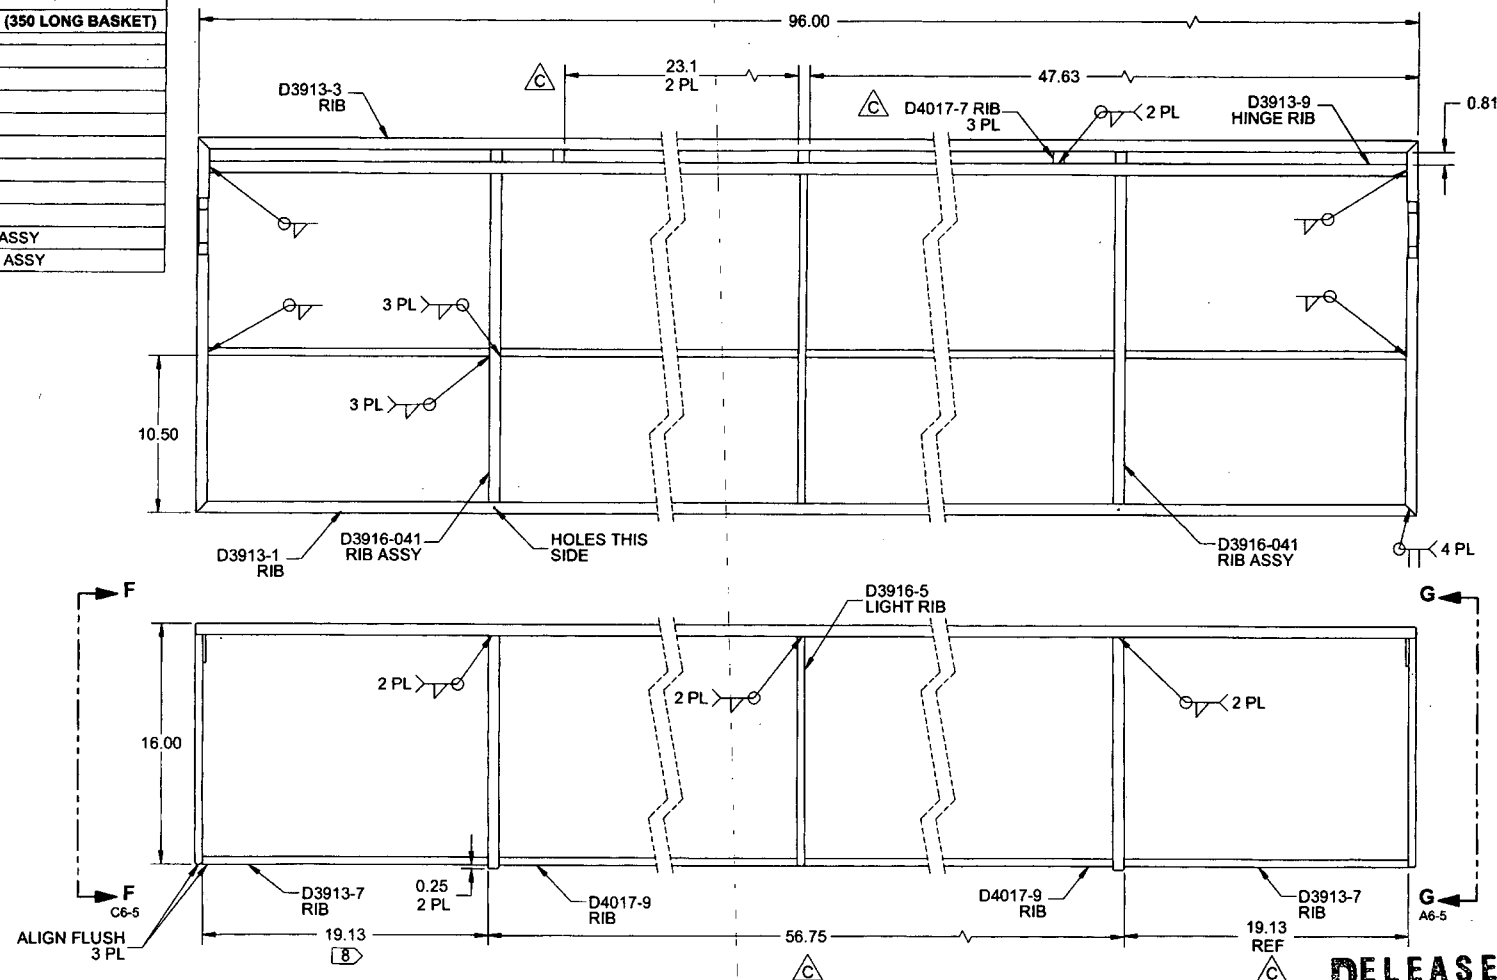 (350 LONG BASKET)
ASSY
ASSY
96.00
C
23.1
2 PL
47.63
D3913-3
RIB
C
D4017-7 RIB
3 PL
2 PL
D3913-9
HINGE RIB
0.81
3 PL
3 PL
10.50
D3913-1
RIB
D3916-041
RIB ASSY
HOLES THIS
SIDE
D3916-041
RIB ASSY
4 PL
F
D3916-5
LIGHT RIB
G
2 PL
2 PL
2 PL
16.00
F
C6-5
D3913-7
RIB
0.25
2 PL
D4017-9
RIB
D4017-9
RIB
D3913-7
RIB
G
A6-5
ALIGN FLUSH
3 PL
19.13
8
56.75
C
19.13
REF
C